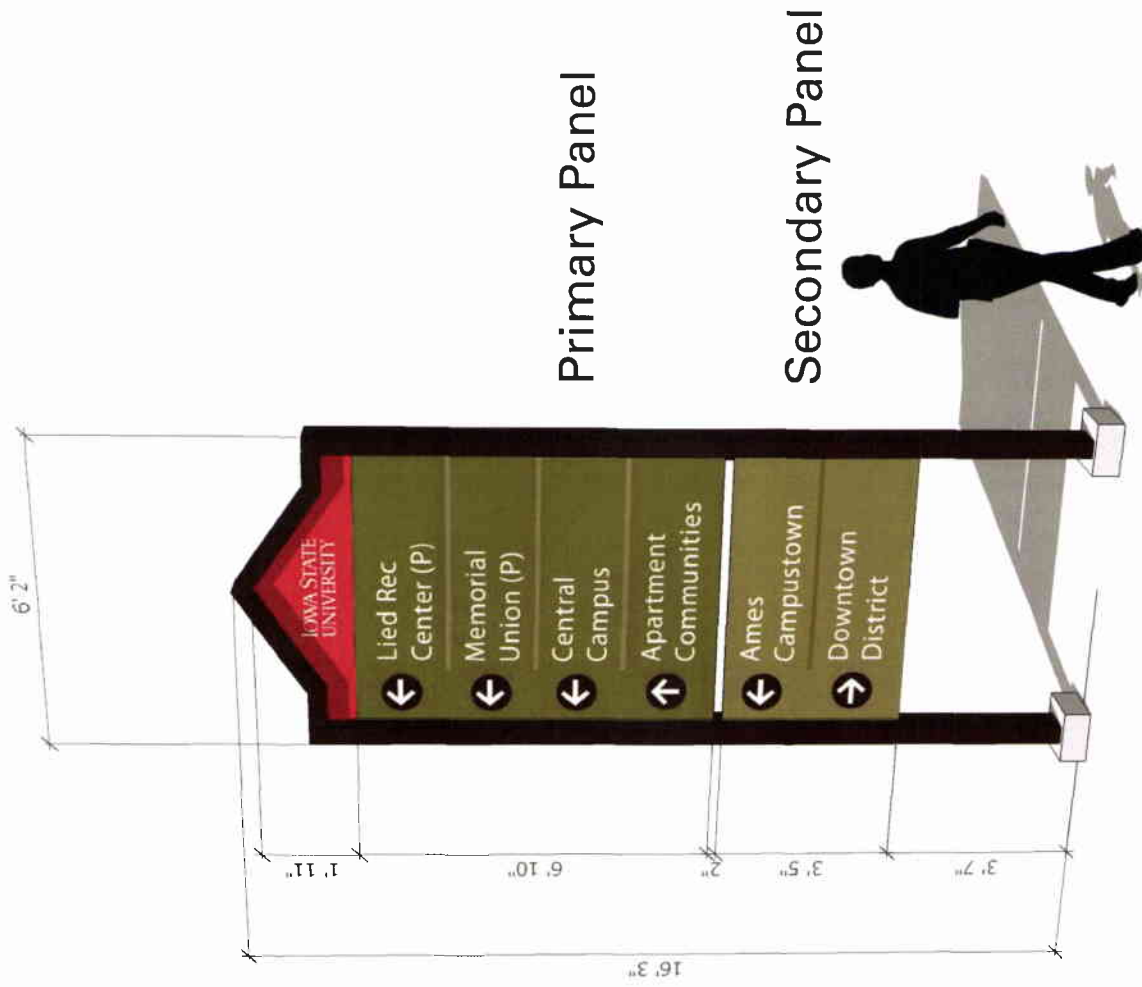 6' 2"
IOWA STATE
UNIVERSITY
Lied Rec
Center (P)
Memorial
Union (P)
Central
Campus
Apartment
Communities
Ames
Campustown
Downtown
District
Primary Panel
Secondary Panel
1' 11"
6' 10"
2"
3' 5"
3' 7"
16' 3"